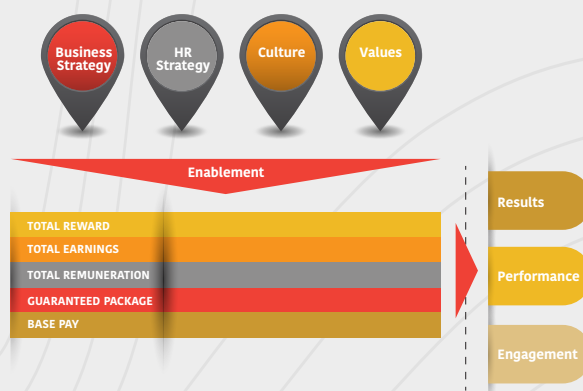 Business
Strategy
HR
Strategy
Culture
Values
Enablement
TOTAL REWARD
TOTAL EARNINGS
TOTAL REMUNERATION
GUARANTEED PACKAGE
BASE PAY
Results
Performance
Engagement